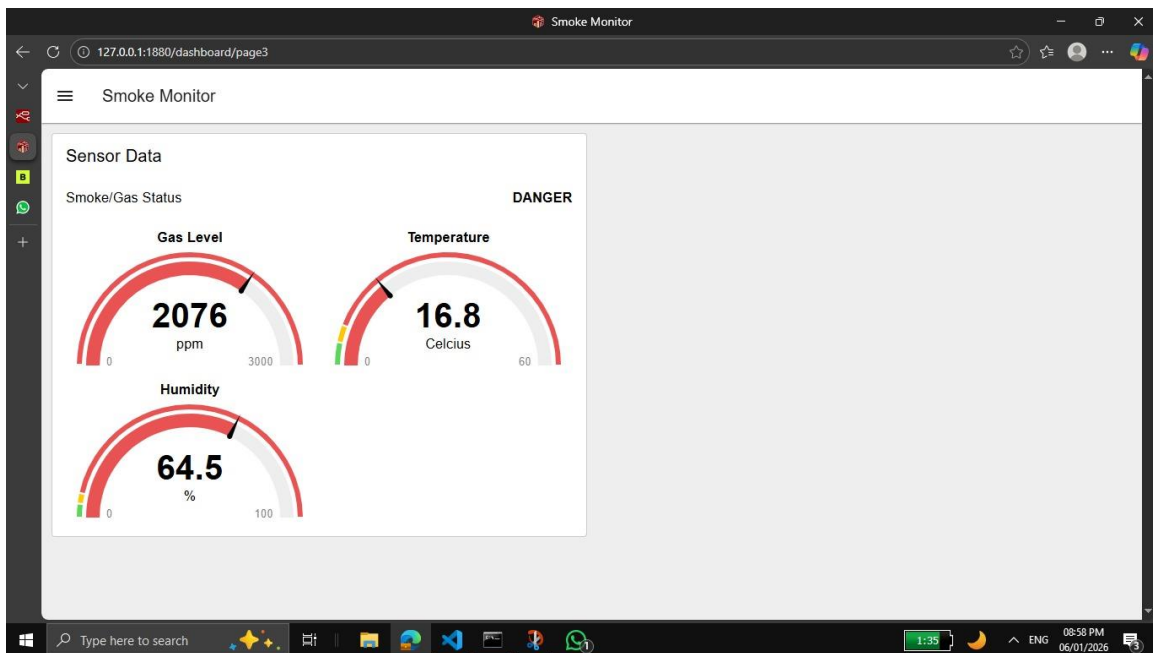 Smoke Monitor
127.0.0.1:1880/dashboard/page3
Smoke Monitor
Sensor Data
Smoke/Gas Status DANGER
Gas Level
2076
ppm
0 3000
Temperature
16.8
Celcius
0 60
Humidity
64.5
%
0 100
B
Type here to search
1
1:35
ENG
08:58 PM
06/01/2026
3